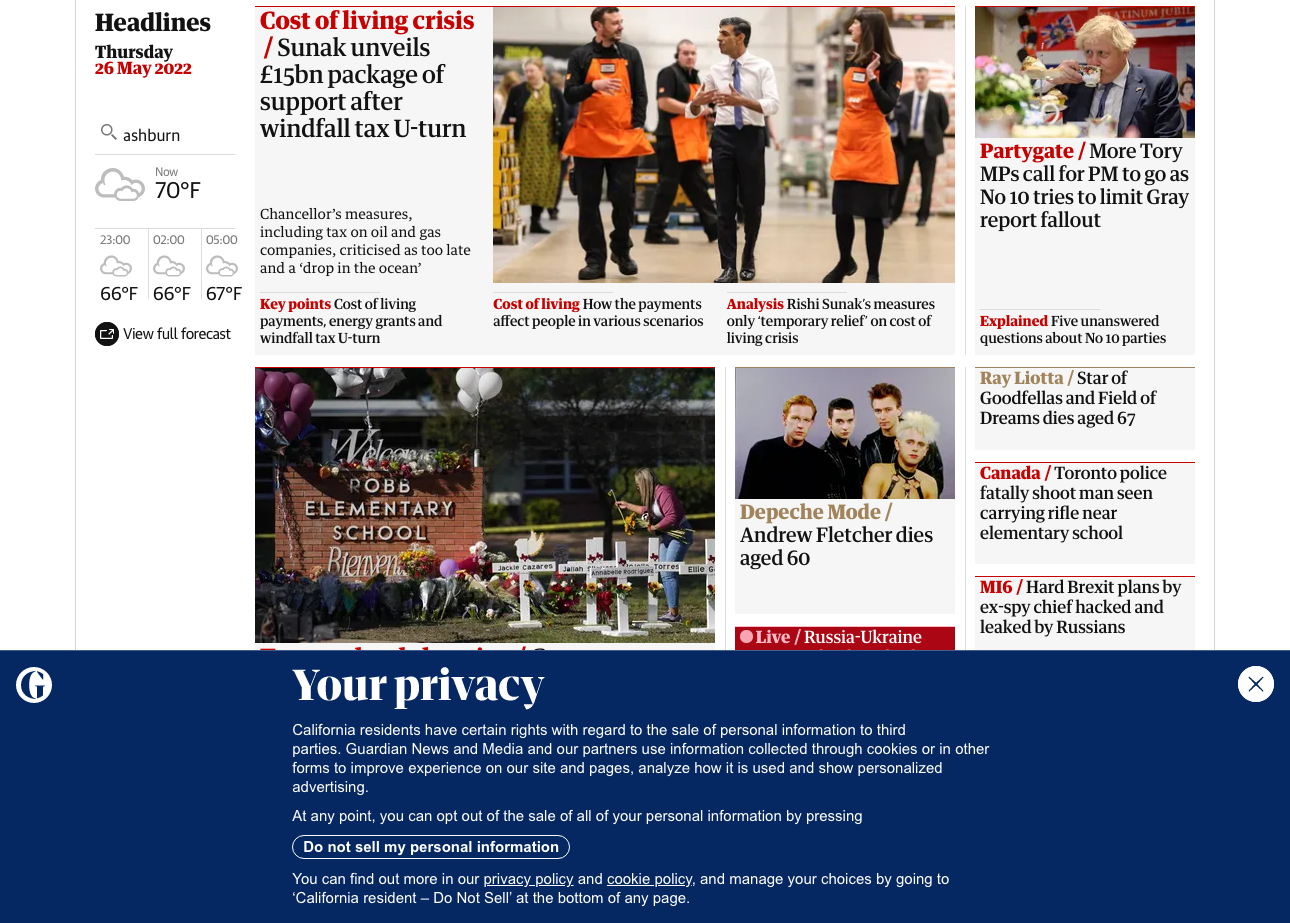 Headlines
Thursday
26 May 2022
ashburn
Now
70°F
23:00
02:00
05:00
66°F
66°F
67°F
View full forecast
Cost of living crisis
/ Sunak unveils
£15bn package of
support after
windfall tax U-turn
Chancellor’s measures,
including tax on oil and gas
companies, criticised as too late
and a ‘drop in the ocean’
Key points Cost of living
payments, energy grants and
windfall tax U-turn
Cost of living How the payments
affect people in various scenarios
Analysis Rishi Sunak’s measures
only ‘temporary relief’ on cost of
living crisis
PLATINUM JUBIL
Partygate / More Tory
MPs call for PM to go as
No 10 tries to limit Gray
report fallout
Explained Five unanswered
questions about No 10 parties
Welcome
ROBB
ELEMENTARY
SCHOOL
Bienven
Jackie Cazares
Jailah
Annabelle Rodriguez
Torres
Ellie G
Depeche Mode /
Andrew Fletcher dies
aged 60
Live / Russia-Ukraine
Ray Liotta / Star of
Goodfellas and Field of
Dreams dies aged 67
Canada / Toronto police
fatally shoot man seen
carrying rifle near
elementary school
MI6 / Hard Brexit plans by
ex-spy chief hacked and
leaked by Russians
Your privacy
California residents have certain rights with regard to the sale of personal information to third
parties. Guardian News and Media and our partners use information collected through cookies or in other
forms to improve experience on our site and pages, analyze how it is used and show personalized
advertising.
At any point, you can opt out of the sale of all of your personal information by pressing
Do not sell my personal information
You can find out more in our privacy policy and cookie policy, and manage your choices by going to
‘California resident – Do Not Sell’ at the bottom of any page.